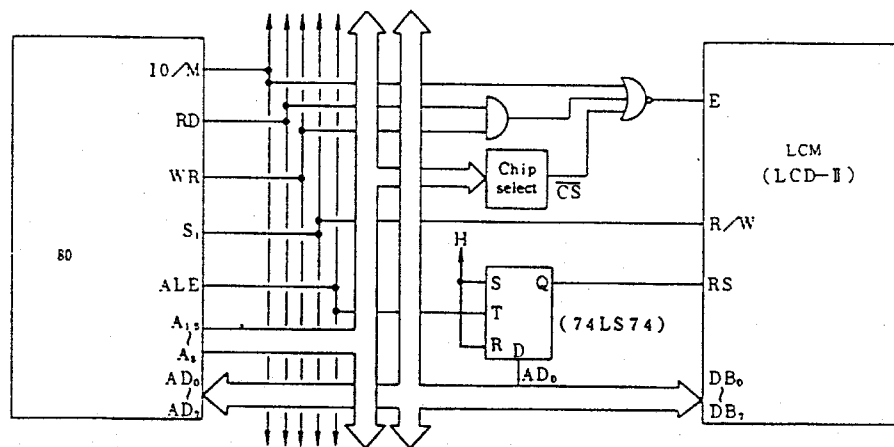 IO/M
RD
WR
S₁
80
ALE
A₁₅
~
A₈
AD₀
~
AD₇
Chip
select
CS
H
S Q
T
R
D
AD₀
(74LS74)
E
LCM
(LCD-Ⅱ)
R/W
RS
DB₀
~
DB₇